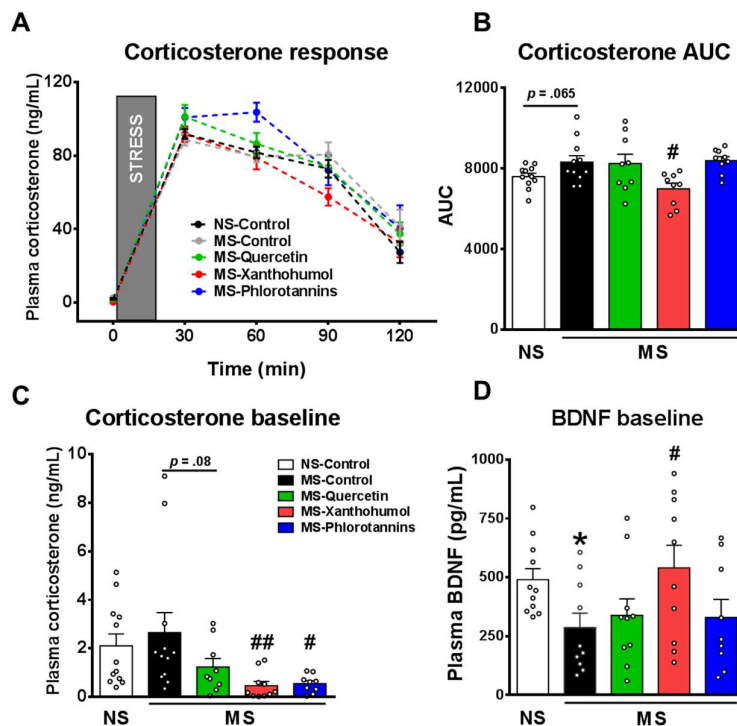 A
Corticosterone response
Plasma corticosterone (ng/mL)
120
80
40
0
STRESS
NS-Control
MS-Control
MS-Quercetin
MS-Xanthohumol
MS-Phlorotannins
0 30 60 90 120
Time (min)
B
Corticosterone AUC
AUC
12000
8000
4000
0
p = .065
#
NS MS
C
Corticosterone baseline
Plasma corticosterone (ng/mL)
10
8
6
4
2
0
p = .08
## #
NS-Control
MS-Control
MS-Quercetin
MS-Xanthohumol
MS-Phlorotannins
NS MS
D
BDNF baseline
Plasma BDNF (pg/mL)
1000
750
500
250
0
* #
NS MS